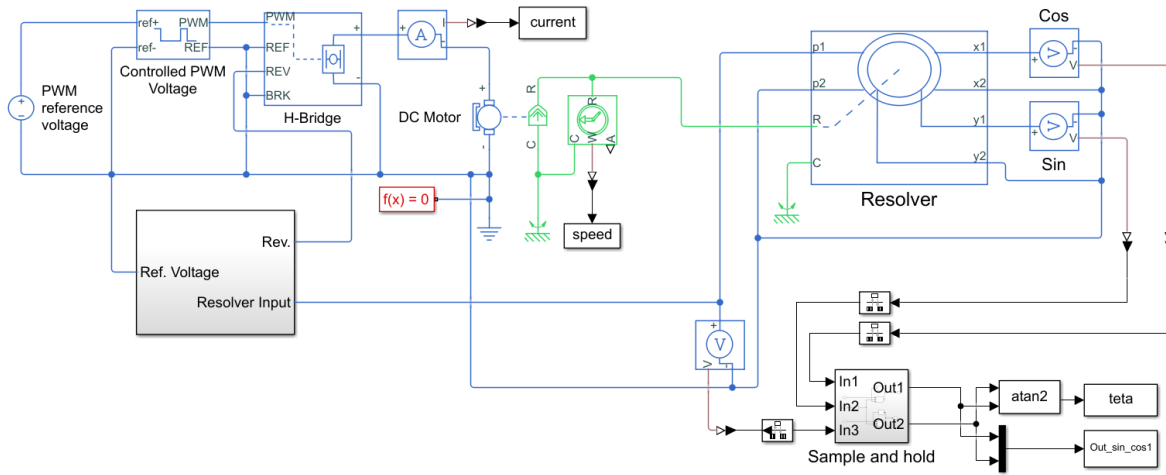 ref+
PWM
ref-
REF
Controlled PWM
Voltage
PWM
reference
voltage
PWM
REF
REV
BRK
+
-
H-Bridge
+
A
I
-
current
DC Motor
+
-
R
C
R
C
W
A
speed
f(x) = 0
Rev.
Ref. Voltage
Resolver Input
p1
p2
R
C
x1
x2
y1
y2
Resolver
Cos
+
V
-
V
+
V
-
V
Sin
+
V
-
V
In1
In2
In3
Out1
Out2
Sample and hold
atan2
teta
Out_sin_cos1